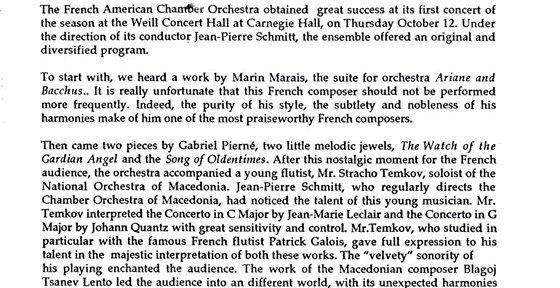 The French American Chamber Orchestra obtained great success at its first concert of
the season at the Weill Concert Hall at Carnegie Hall, on Thursday October 12. Under
the direction of its conductor Jean-Pierre Schmitt, the ensemble offered an original and
diversified program.
To start with, we heard a work by Marin Marais, the suite for orchestra Ariane and
Bacchus.. It is really unfortunate that this French composer should not be performed
more frequently. Indeed, the purity of his style, the subtlety and nobleness of his
harmonies make of him one of the most praiseworthy French composers.
Then came two pieces by Gabriel Pierné, two little melodic jewels, The Watch of the
Gardian Angel and the Song of Oldentimes. After this nostalgic moment for the French
audience, the orchestra accompanied a young flutist, Mr. Stracho Temkov, soloist of the
National Orchestra of Macedonia. Jean-Pierre Schmitt, who regularly directs the
Chamber Orchestra of Macedonia, had noticed the talent of this young musician. Mr.
Temkov interpreted the Concerto in C Major by Jean-Marie Leclair and the Concerto in G
Major by Johann Quantz with great sensitivity and control. Mr.Temkov, who studied in
particular with the famous French flutist Patrick Galois, gave full expression to his
talent in the majestic interpretation of both these works. The "velvety" sonority of
his playing enchanted the audience. The work of the Macedonian composer Blagoj
Tsanev Lento led the audience into an different world, with its unexpected harmonies